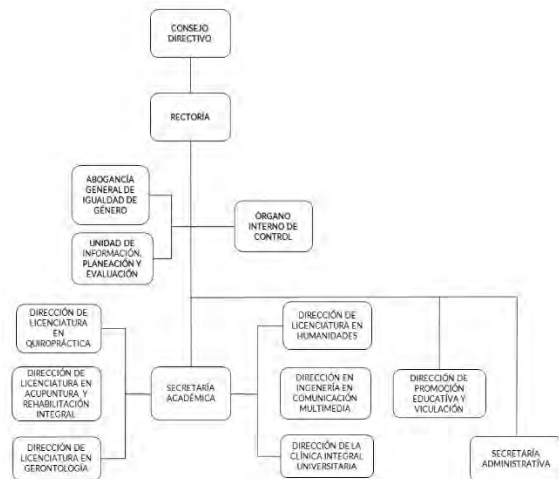 CONSEJO
DIRECTIVO
RECTORÍA
ABOGANCÍA
GENERAL DE
IGUALDAD DE
GÉNERO
ÓRGANO
INTERNO DE
CONTROL
UNIDAD DE
INFORMACIÓN,
PLANEACIÓN Y
EVALUACIÓN
DIRECCIÓN DE
LICENCIATURA
EN
QUIROPRÁCTICA
DIRECCIÓN DE
LICENCIATURA EN
HUMANIDADES
DIRECCIÓN DE
LICENCIATURA EN
ACUPUNTURA Y
REHABILITACIÓN
INTEGRAL
SECRETARÍA
ACADÉMICA
DIRECCIÓN EN
INGENIERÍA EN
COMUNICACIÓN
MULTIMEDIA
DIRECCIÓN DE
PROMOCIÓN
EDUCATÍVA Y
VICULACIÓN
DIRECCIÓN DE
LICENCIATURA EN
GERONTOLOGÍA
DIRECCIÓN DE LA
CLÍNICA INTEGRAL
UNIVERSITARIA
SECRETARÍA
ADMINISTRATÍVA